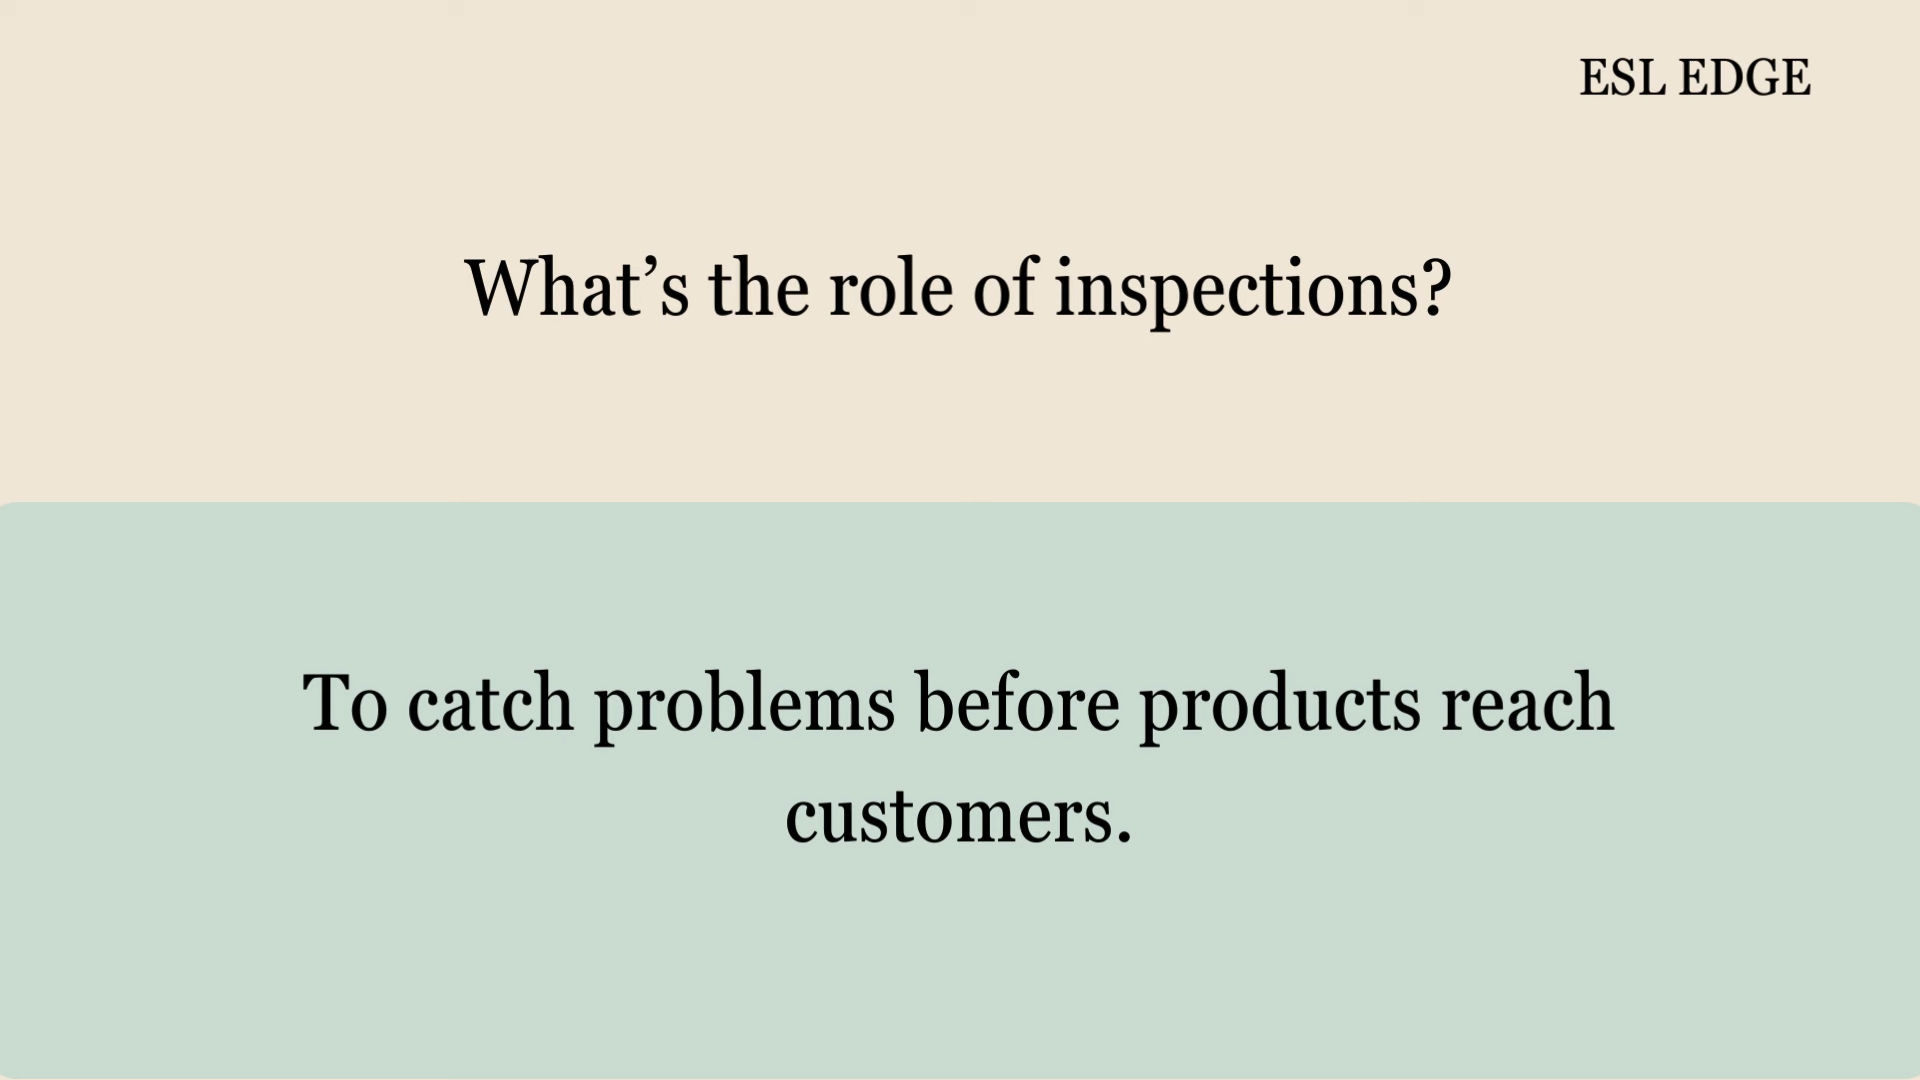 ESL EDGE
What’s the role of inspections?
To catch problems before products reach
customers.